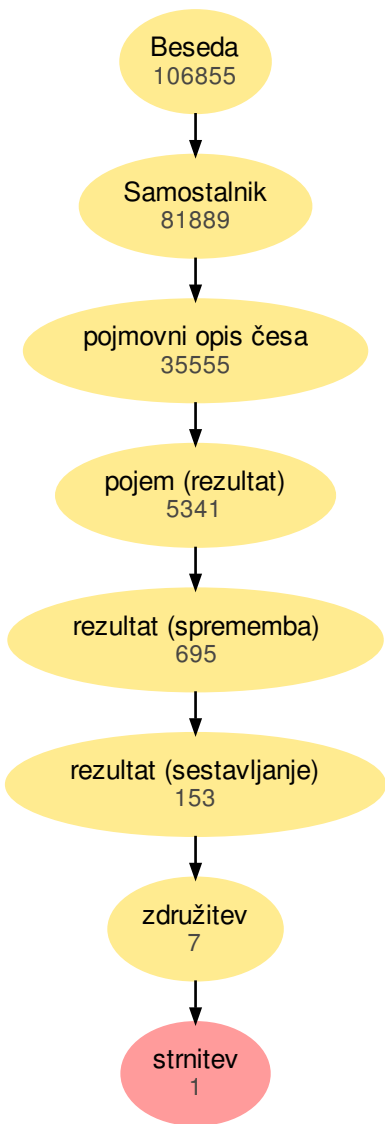 Beseda
106855
Samostalnik
81889
pojmovni opis česa
35555
pojem (rezultat)
5341
rezultat (sprememba)
695
rezultat (sestavljanje)
153
združitev
7
strnitev
1